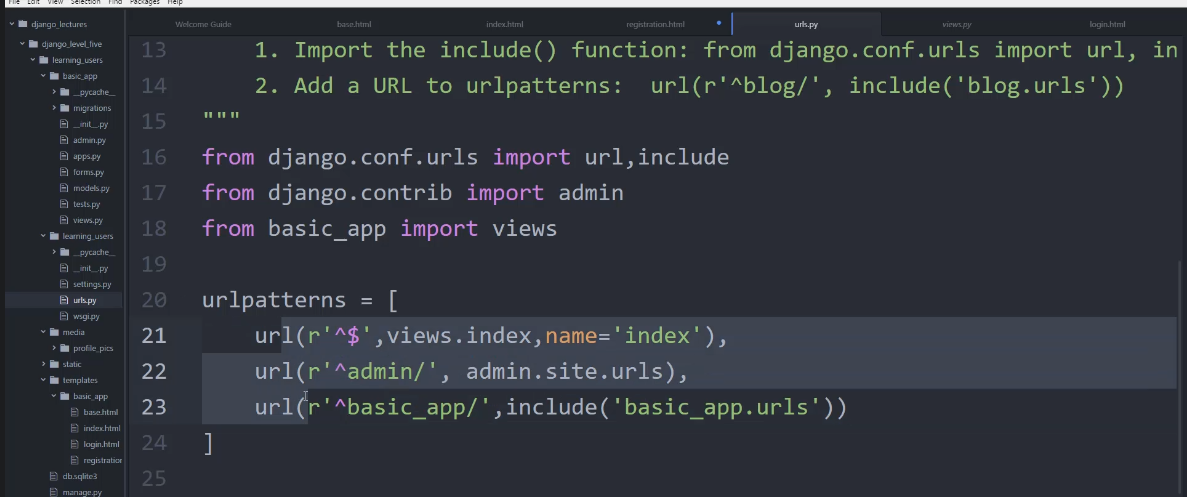 File Edit View Selection Find Packages Help
django_lectures
django_level_five
learning_users
basic_app
__pycache__
migrations
__init__.py
admin.py
apps.py
forms.py
models.py
tests.py
views.py
learning_users
__pycache__
__init__.py
settings.py
urls.py
wsgi.py
media
profile_pics
static
templates
basic_app
base.html
index.html
login.html
registration
db.sqlite3
manage.py
Welcome Guide base.html index.html registration.html urls.py views.py login.html
13 1. Import the include() function: from django.conf.urls import url, in
14 2. Add a URL to urlpatterns: url(r'^blog/', include('blog.urls'))
15 """
16 from django.conf.urls import url,include
17 from django.contrib import admin
18 from basic_app import views
19
20 urlpatterns = [
21 url(r'^$',views.index,name='index'),
22 url(r'^admin/', admin.site.urls),
23 url(r'^basic_app/',include('basic_app.urls'))
24 ]
25